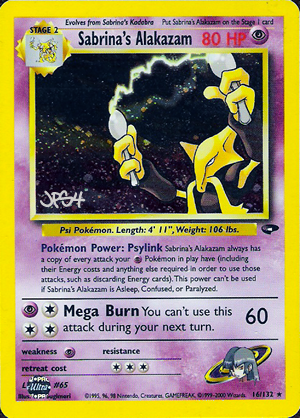 Evolves from Sabrina's Kadabra Put Sabrina's Alakazam on the Stage 1 card
STAGE 2
Sabrina's Alakazam 80 HP
JPSH
Psi Pokémon. Length: 4' 11", Weight: 106 lbs.
Pokémon Power: Psylink Sabrina's Alakazam always has
a copy of every attack your Pokémon in play have (including
their Energy costs and anything else required in order to use those
attacks, such as discarding Energy cards). This power can't be used
if Sabrina's Alakazam is Asleep, Confused, or Paralyzed.
Mega Burn You can't use this
attack during your next turn.
60
weakness resistance
retreat cost
#65
©1995, 96, 98 Nintendo, Creatures, GAMEFREAK. ©1999-2000 Wizards.
16/132